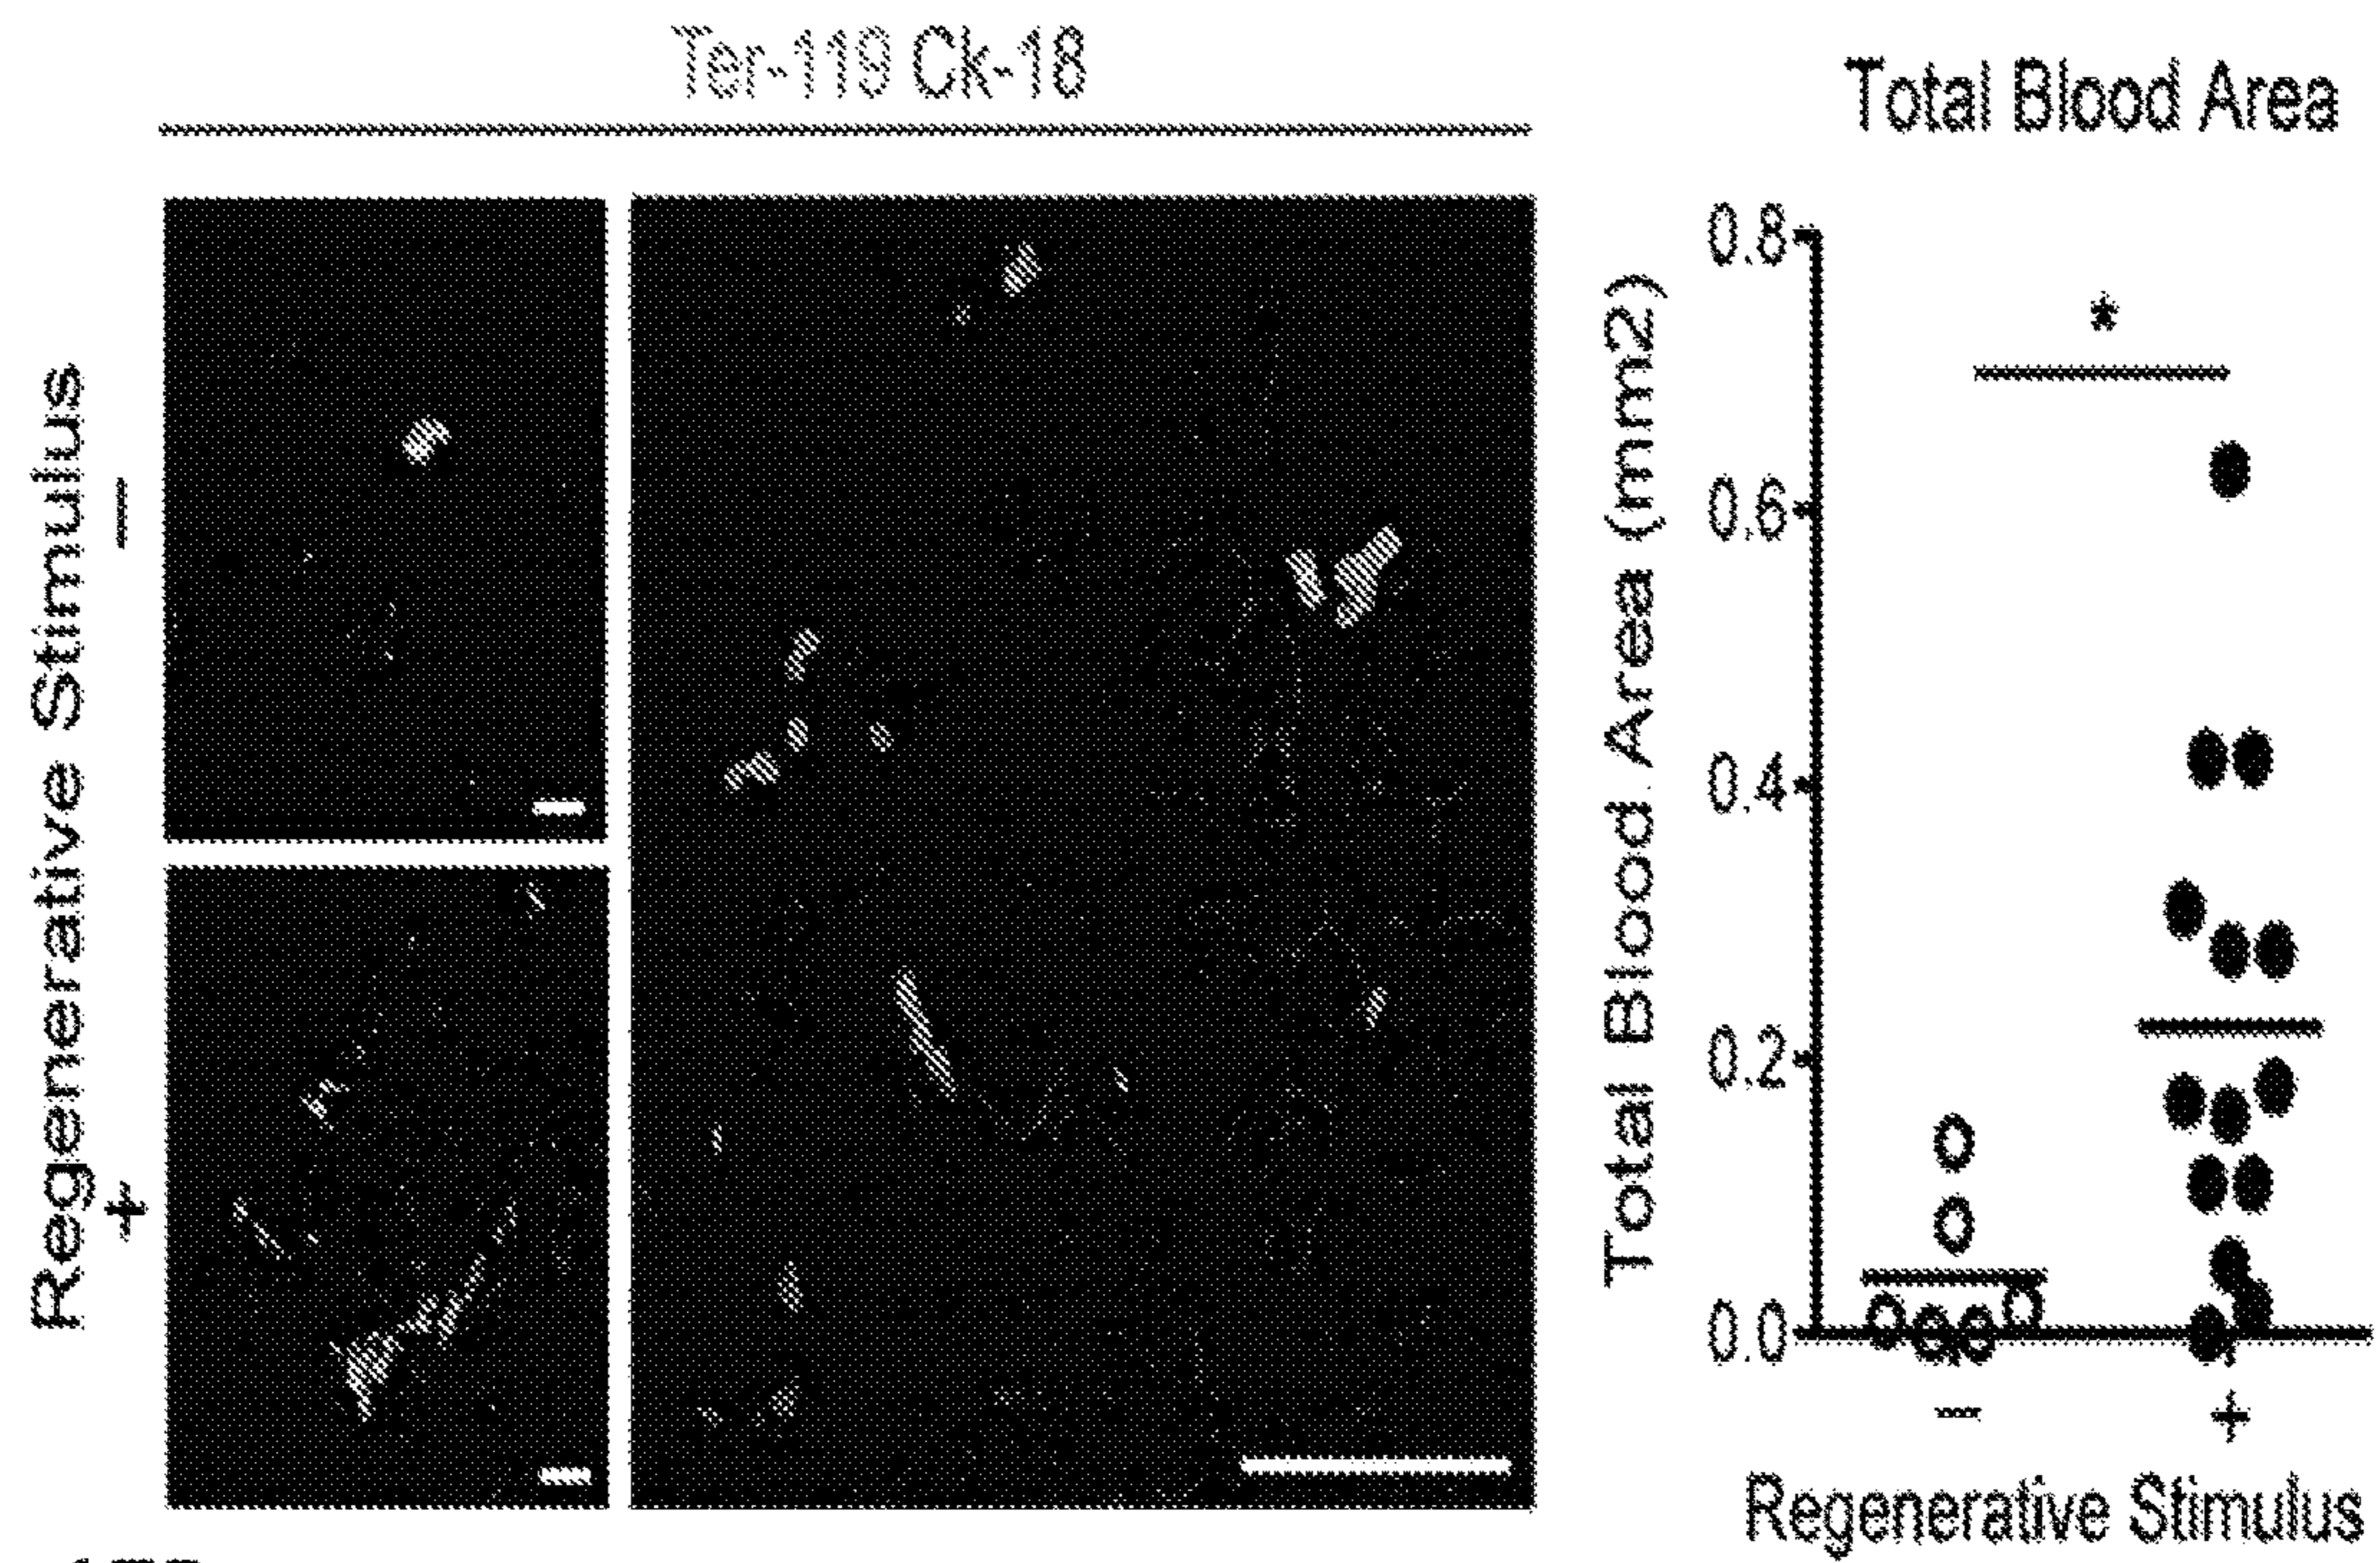 Ter-119 Ck-18
Regenerative Stimulus
−
+
Total Blood Area
Total Blood Area (mm2)
0.8
0.6
0.4
0.2
0.0
*
− +
Regenerative Stimulus